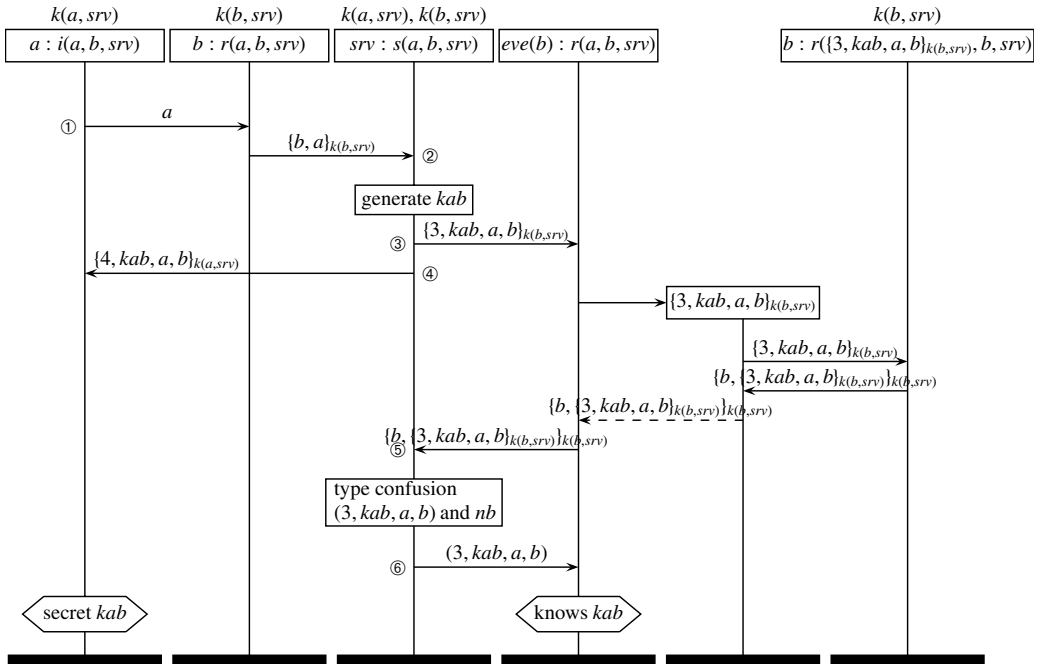 k(a, srv) k(b, srv) k(a, srv), k(b, srv) k(b, srv)
a : i(a, b, srv) b : r(a, b, srv) srv : s(a, b, srv) eve(b) : r(a, b, srv) b : r({3, kab, a, b}k(b,srv), b, srv)
① a
{b, a}k(b,srv) ②
generate kab
③ {3, kab, a, b}k(b,srv)
{4, kab, a, b}k(a,srv) ④
{3, kab, a, b}k(b,srv)
{3, kab, a, b}k(b,srv)
{b, {3, kab, a, b}k(b,srv)}k(b,srv)
{b, {3, kab, a, b}k(b,srv)}k(b,srv)
{b, {3, kab, a, b}k(b,srv)}k(b,srv)
⑤
type confusion
(3, kab, a, b) and nb
⑥ (3, kab, a, b)
secret kab knows kab